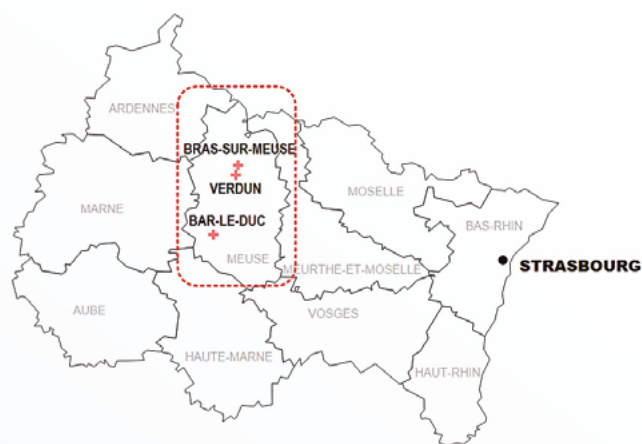 ARDENNES
BRAS-SUR-MEUSE
MOSELLE
VERDUN
MARNE
BAR-LE-DUC
BAS-RHIN
MEUSE
MEURTHE-ET-MOSELLE
STRASBOURG
AUBE
VOSGES
HAUTE-MARNE
HAUT-RHIN